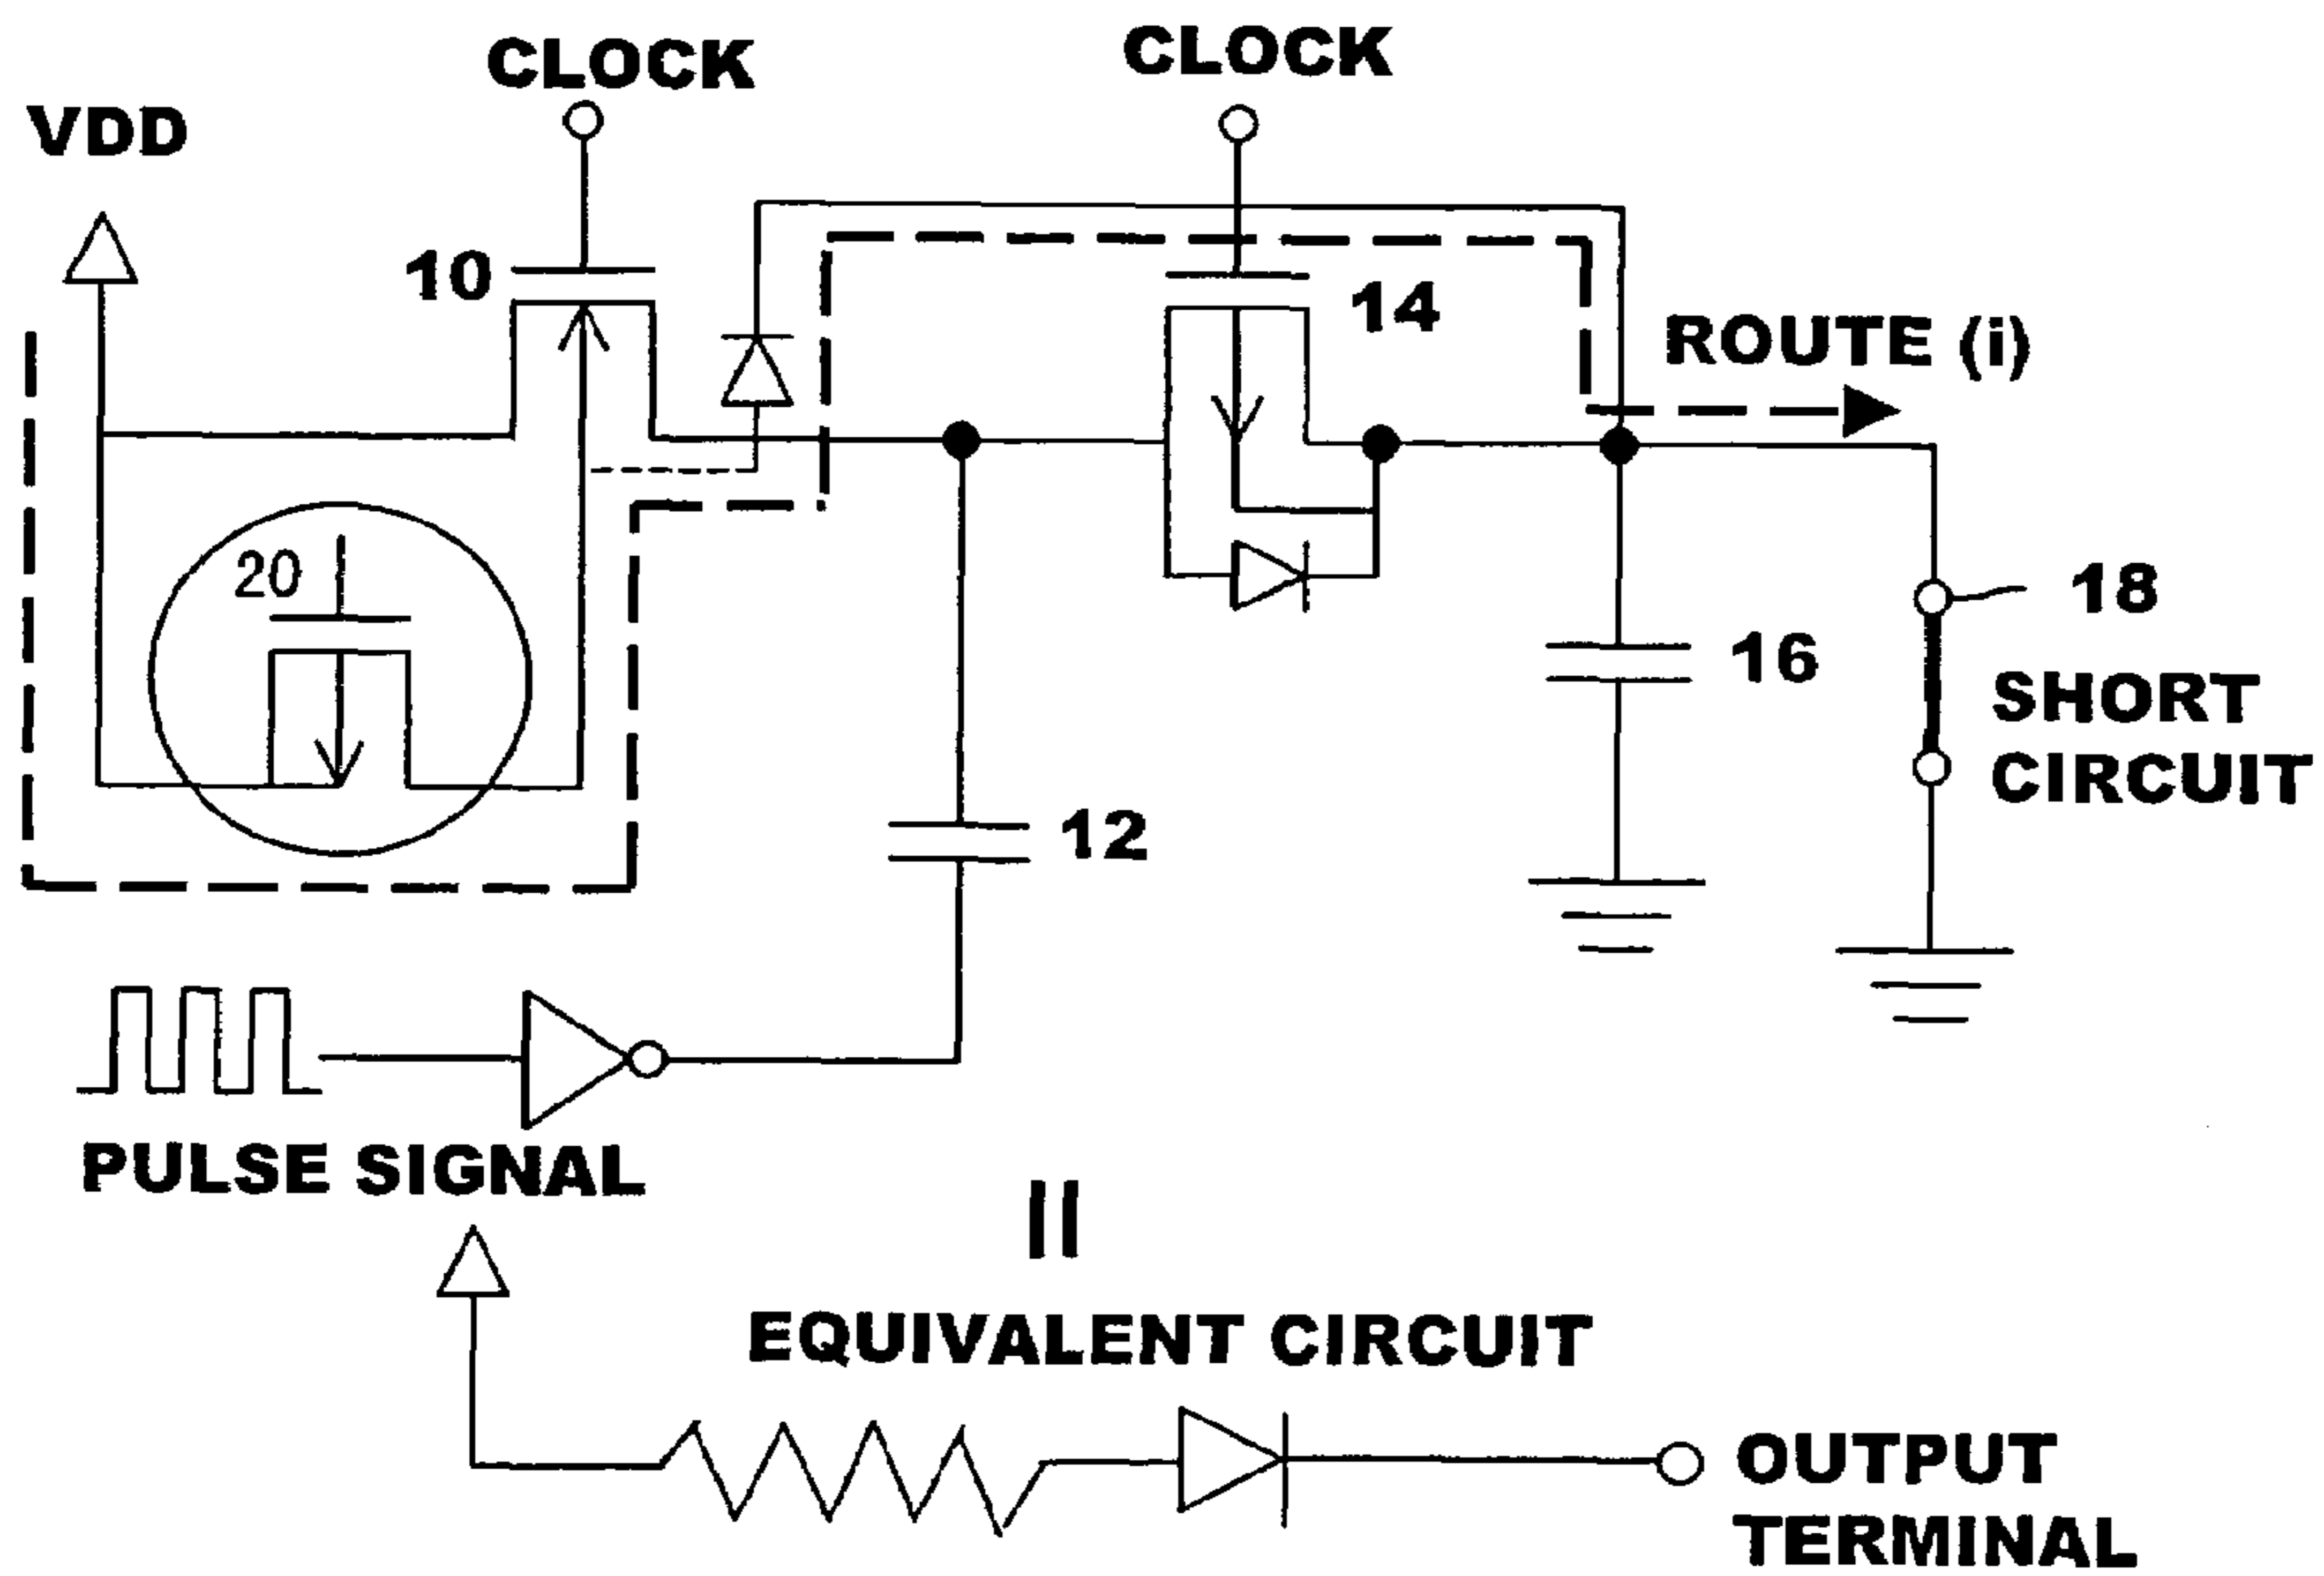 CLOCK
CLOCK
VDD
10
14
ROUTE (i)
20
18
16
SHORT
CIRCUIT
12
PULSE SIGNAL
EQUIVALENT CIRCUIT
OUTPUT
TERMINAL